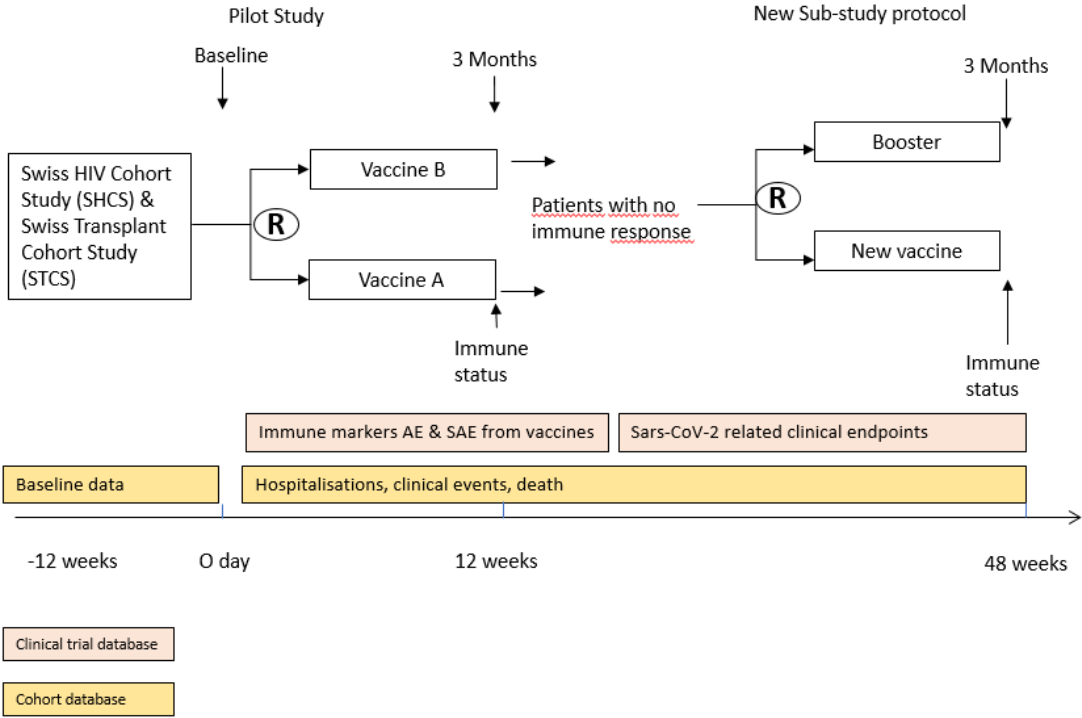 Pilot Study
New Sub-study protocol
Baseline
3 Months
3 Months
Swiss HIV Cohort
Study (SHCS) &
Swiss Transplant
Cohort Study
(STCS)
R
Vaccine B
Vaccine A
Patients with no
immune response
R
Booster
New vaccine
Immune
status
Immune
status
Immune markers AE & SAE from vaccines
Sars-CoV-2 related clinical endpoints
Baseline data
Hospitalisations, clinical events, death
-12 weeks
O day
12 weeks
48 weeks
Clinical trial database
Cohort database